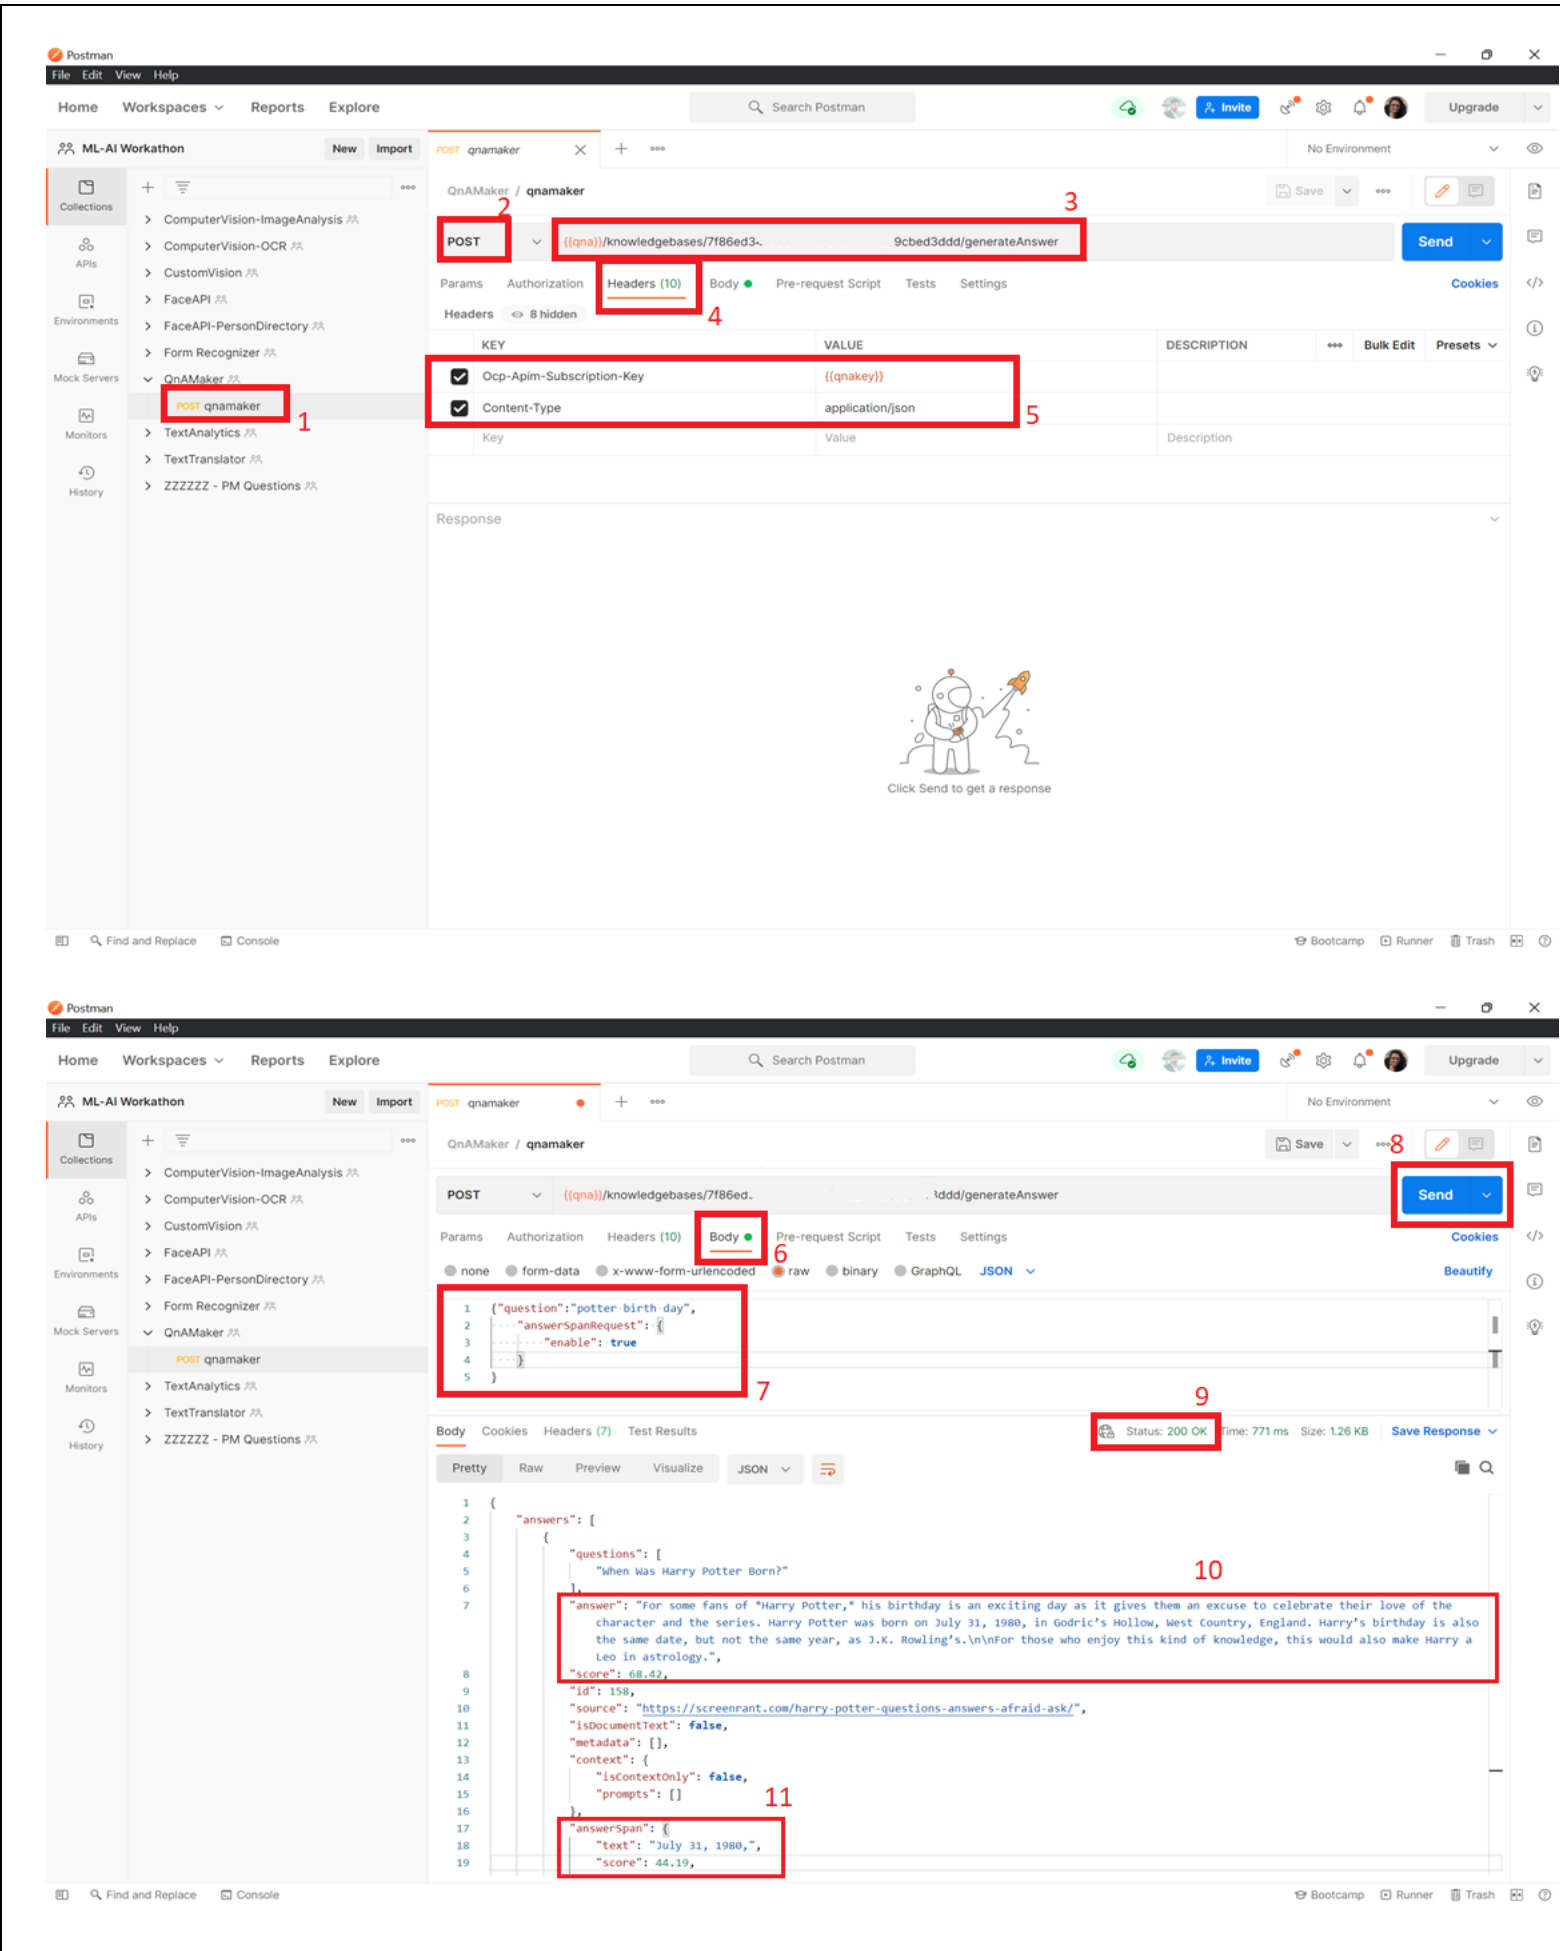 Postman
File Edit View Help
Home Workspaces Reports Explore
Search Postman
Invite
Upgrade
ML-AI Workathon
New Import
POST qnamaker
No Environment
Collections
QnAMaker / qnamaker
Save
ComputerVision-ImageAnalysis
2
3
APIs
ComputerVision-OCR
POST
{{qna}}/knowledgebases/7f86ed3
9cbed3ddd/generateAnswer
Send
CustomVision
Params Authorization Headers (10) Body Pre-request Script Tests Settings
Cookies
Environments
FaceAPI
4
Headers 8 hidden
FaceAPI-PersonDirectory
KEY VALUE DESCRIPTION
Bulk Edit Presets
Mock Servers
Form Recognizer
Ocp-Apim-Subscription-Key {{qnakey}}
QnAMaker
POST qnamaker
1
Content-Type application/json
5
Monitors
TextAnalytics
Key Value Description
TextTranslator
History
ZZZZZZ - PM Questions
Response
Click Send to get a response
Find and Replace Console
Bootcamp Runner Trash
Postman
File Edit View Help
Home Workspaces Reports Explore
Search Postman
Invite
Upgrade
ML-AI Workathon
New Import
POST qnamaker
No Environment
Collections
QnAMaker / qnamaker
Save
8
ComputerVision-ImageAnalysis
APIs
ComputerVision-OCR
POST
{{qna}}/knowledgebases/7f86ed
ddd/generateAnswer
Send
CustomVision
Params Authorization Headers (10) Body Pre-request Script Tests Settings
Cookies
6
Environments
FaceAPI
none form-data x-www-form-urlencoded raw binary GraphQL JSON
Beautify
FaceAPI-PersonDirectory
Mock Servers
Form Recognizer
QnAMaker
POST qnamaker
Monitors
TextAnalytics
TextTranslator
History
ZZZZZZ - PM Questions
1 {"question":"potter birth day",
2 "answerSpanRequest": {
3 "enable": true
4 }
5 }
7
9
Body Cookies Headers (7) Test Results
Status: 200 OK Time: 771 ms Size: 1.26 KB Save Response
Pretty Raw Preview Visualize JSON
1 {
2 "answers": [
3 {
4 "questions": [
5 "When Was Harry Potter Born?"
6 ],
10
7 "answer": "For some fans of "Harry Potter," his birthday is an exciting day as it gives them an excuse to celebrate their love of the
character and the series. Harry Potter was born on July 31, 1980, in Godric's Hollow, West Country, England. Harry's birthday is also
the same date, but not the same year, as J.K. Rowling's.\n\nFor those who enjoy this kind of knowledge, this would also make Harry a
Leo in astrology.",
8 "score": 68.42,
9 "id": 158,
10 "source": "https://screenrant.com/harry-potter-questions-answers-afraid-ask/",
11 "isDocumentText": false,
12 "metadata": [],
13 "context": {
14 "isContextOnly": false,
15 "prompts": []
16 },
11
17 "answerSpan": {
18 "text": "July 31, 1980,",
19 "score": 44.19,
Find and Replace Console
Bootcamp Runner Trash